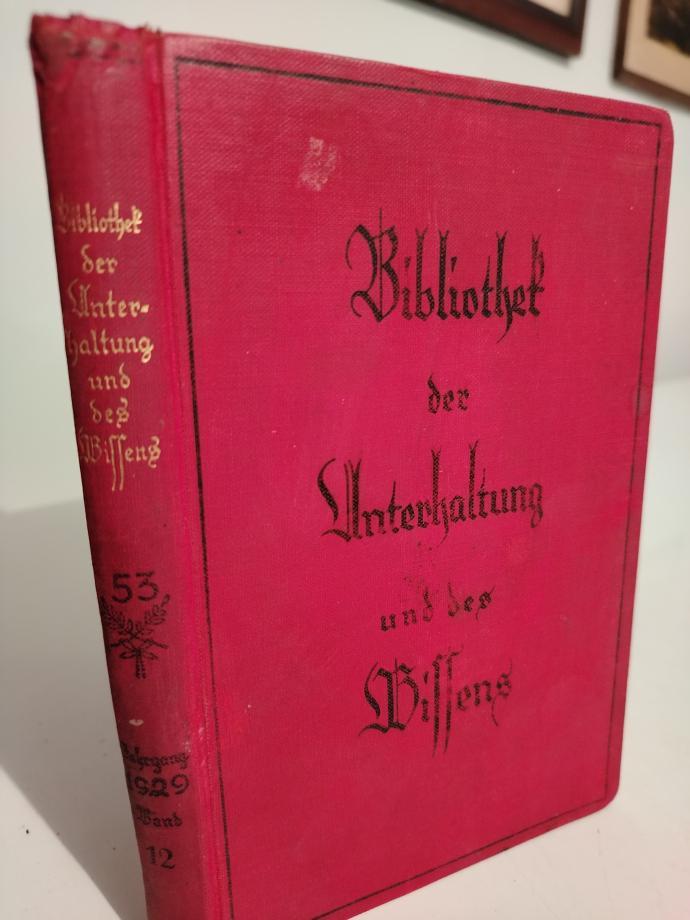 Bibliothek
der
Unter-
haltung
und
des
Wissens
53
Jahrgang
1929
Band
12
Bibliothek
der
Unterhaltung
und des
Wissens